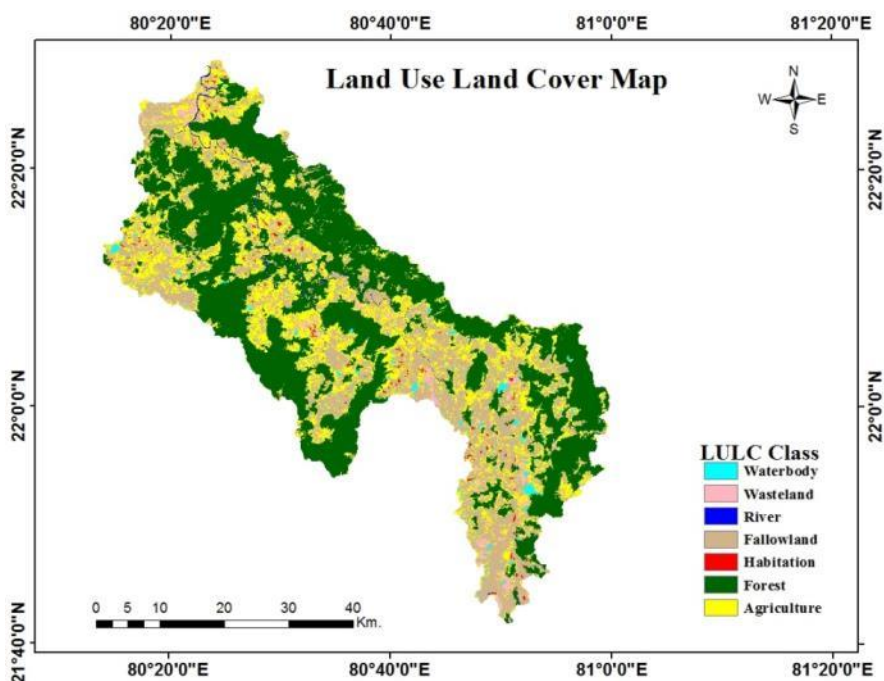 80°20'0"E 80°40'0"E 81°0'0"E 81°20'0"E
Land Use Land Cover Map
N
W E
S
22°20'0"N 22°20'0"N
22°0'0"N 22°0'0"N
LULC Class
Waterbody
Wasteland
River
Fallowland
Habitation
Forest
Agriculture
0 5 10 20 30 40
Km.
21°40'0"N 21°40'0"N
80°20'0"E 80°40'0"E 81°0'0"E 81°20'0"E